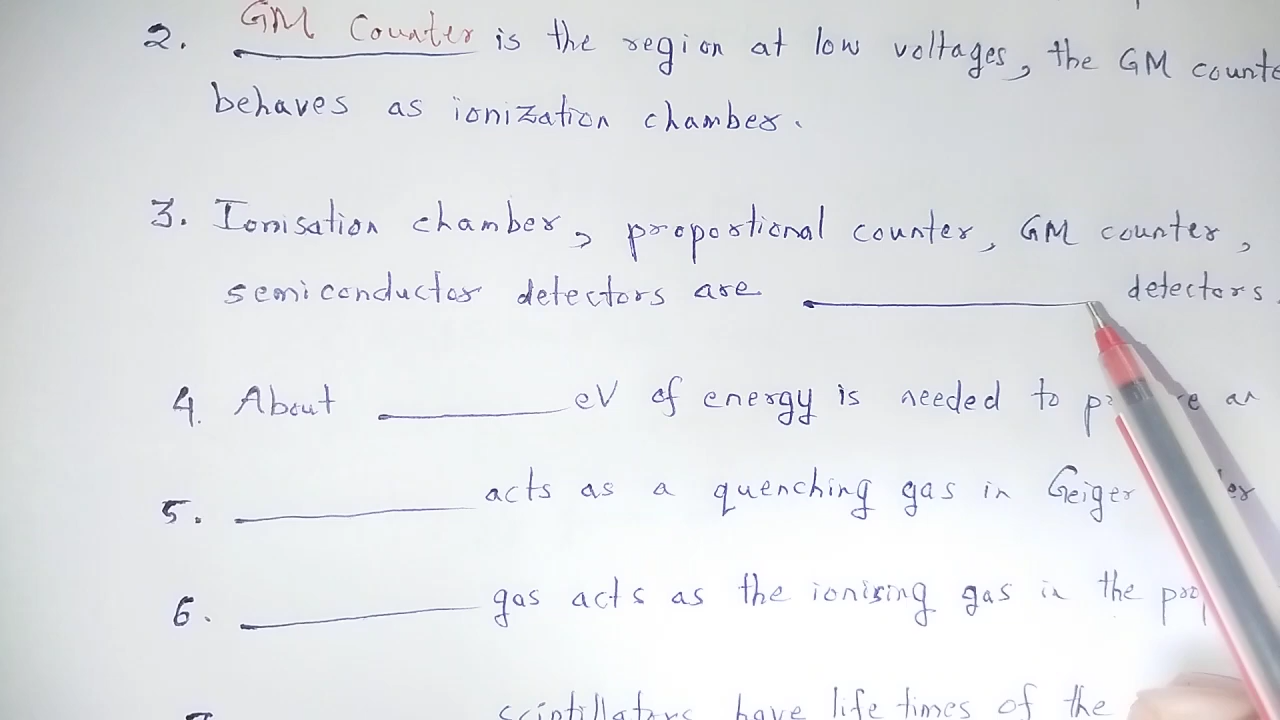 2. GM Counter is the region at low voltages, the GM
behaves as ionization chamber.
3. Ionisation chamber, proportional counter, GM counter,
semiconductor detectors are detectors.
4. About eV of energy is needed to an
5. acts as a quenching gas in Geiger
6. gas acts as the ionising gas in the
scintillators have life times of the